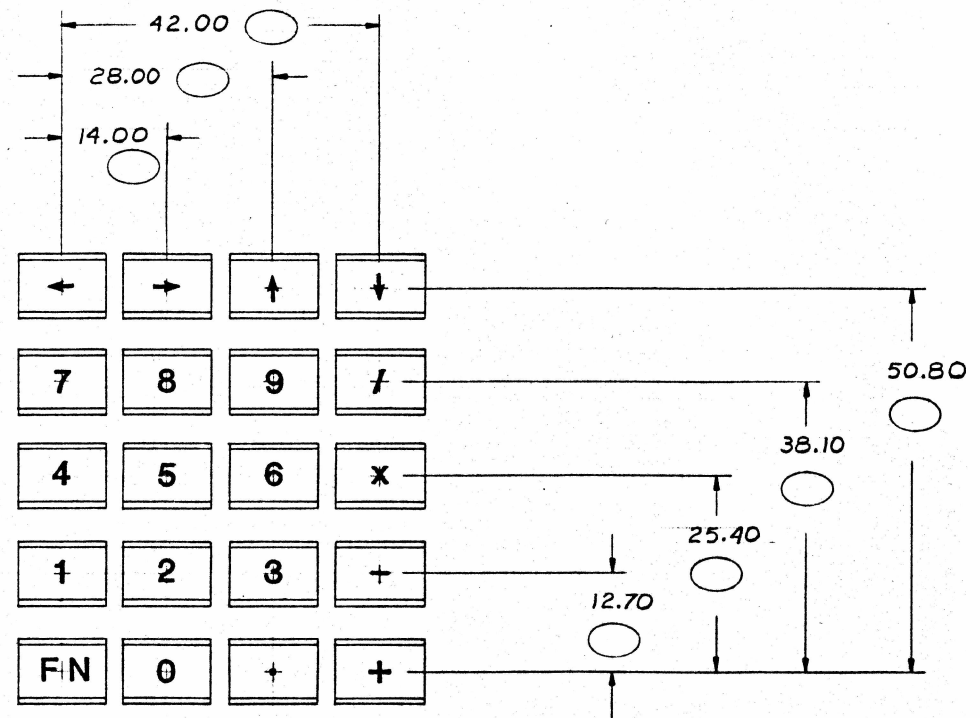 42.00
28.00
14.00
← → ↑ ↓
7 8 9 /
50.80
38.10
4 5 6 x
25.40
1 2 3 -
12.70
FN 0 . +